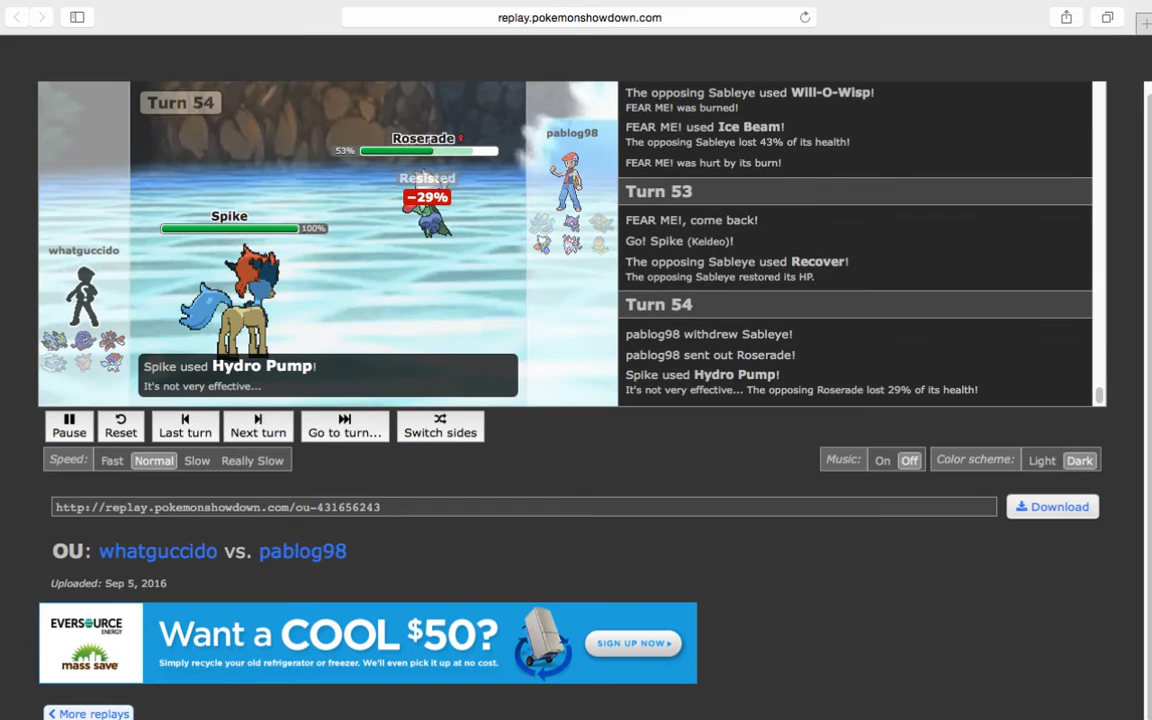 replay.pokemonshowdown.com
Turn 54
Roserade
53%
Resisted
−29%
Spike
100%
whatguccido
pablog98
Spike used Hydro Pump!
It's not very effective...
The opposing Sableye used Will-O-Wisp!
FEAR ME! was burned!
FEAR ME! used Ice Beam!
The opposing Sableye lost 43% of its health!
FEAR ME! was hurt by its burn!
Turn 53
FEAR ME!, come back!
Go! Spike (Keldeo)!
The opposing Sableye used Recover!
The opposing Sableye restored its HP.
Turn 54
pablog98 withdrew Sableye!
pablog98 sent out Roserade!
Spike used Hydro Pump!
It's not very effective... The opposing Roserade lost 29% of its health!
Pause Reset Last turn Next turn Go to turn... Switch sides
Speed: Fast Normal Slow Really Slow
Music: On Off Color scheme: Light Dark
http://replay.pokemonshowdown.com/ou-431656243
Download
OU: whatguccido vs. pablog98
Uploaded: Sep 5, 2016
EVERSOURCE
ENERGY
mass save
Want a COOL $50?
Simply recycle your old refrigerator or freezer. We'll even pick it up at no cost.
SIGN UP NOW
More replays